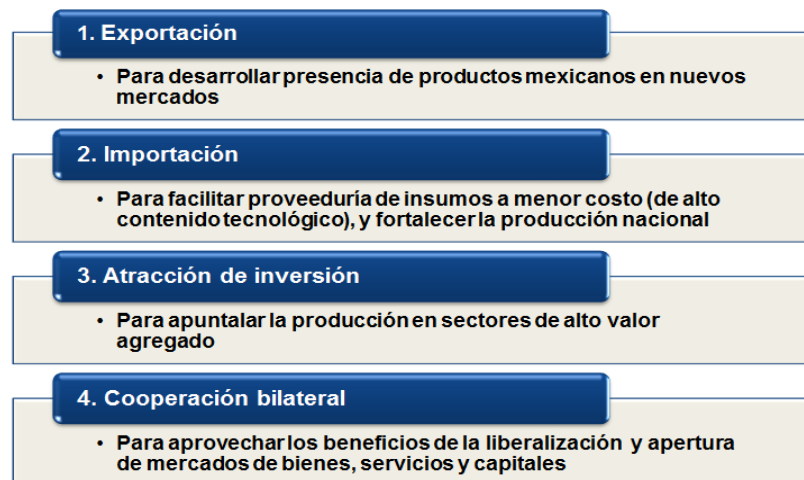 1. Exportación
• Para desarrollar presencia de productos mexicanos en nuevos
mercados
2. Importación
• Para facilitar proveeduría de insumos a menor costo (de alto
contenido tecnológico), y fortalecer la producción nacional
3. Atracción de inversión
• Para apuntalar la producción en sectores de alto valor
agregado
4. Cooperación bilateral
• Para aprovechar los beneficios de la liberalización y apertura
de mercados de bienes, servicios y capitales